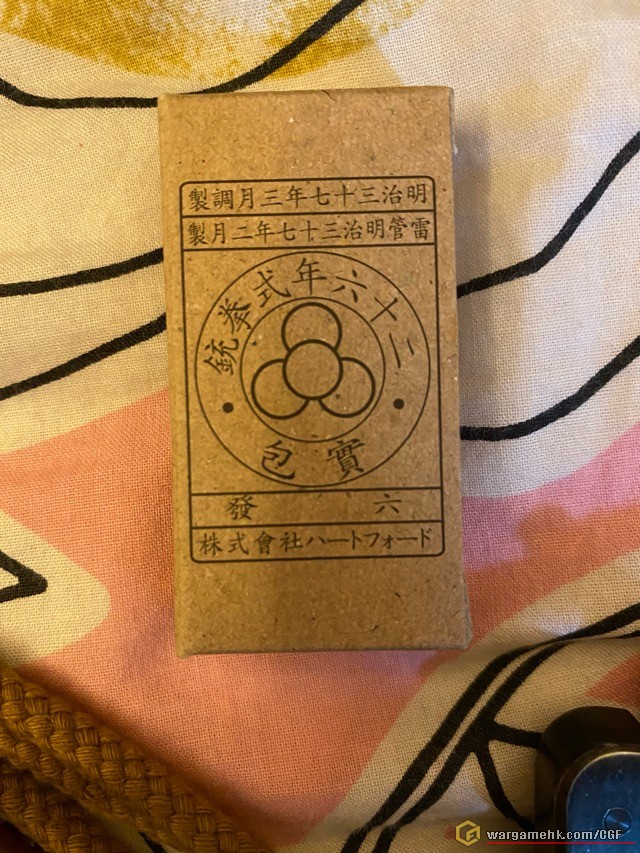 明治三十七年三月調製
雷管明治三十七年二月製
二十六年式拳銃
實包
六發
株式會社ハートフォード
wargamehk.com/CGF